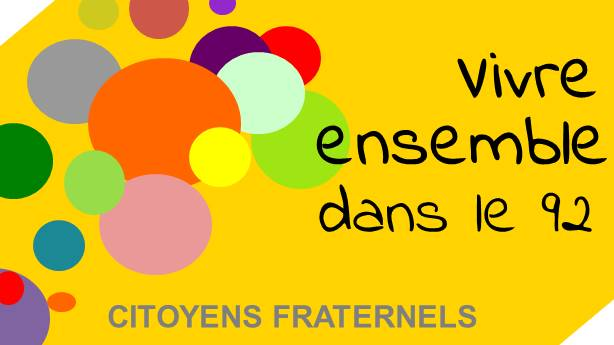 Vivre
ensemble
dans le 92
CITOYENS FRATERNELS